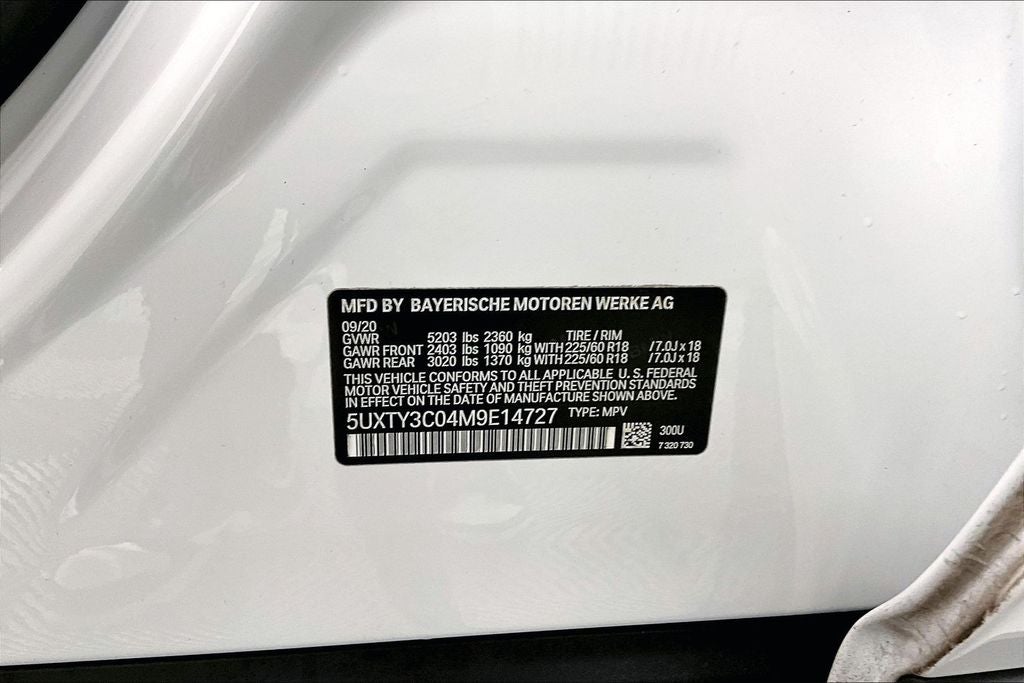 MFD BY BAYERISCHE MOTOREN WERKE AG
09/20
GVWR 5203 lbs 2360 kg TIRE / RIM
GAWR FRONT 2403 lbs 1090 kg WITH 225/60 R18 /7.0J x 18
GAWR REAR 3020 lbs 1370 kg WITH 225/60 R18 /7.0J x 18
THIS VEHICLE CONFORMS TO ALL APPLICABLE U. S. FEDERAL
MOTOR VEHICLE SAFETY AND THEFT PREVENTION STANDARDS
IN EFFECT ON THE DATE OF MANUFACTURE SHOWN ABOVE.
5UXTY3C04M9E14727 TYPE: MPV
300U
7 320 730